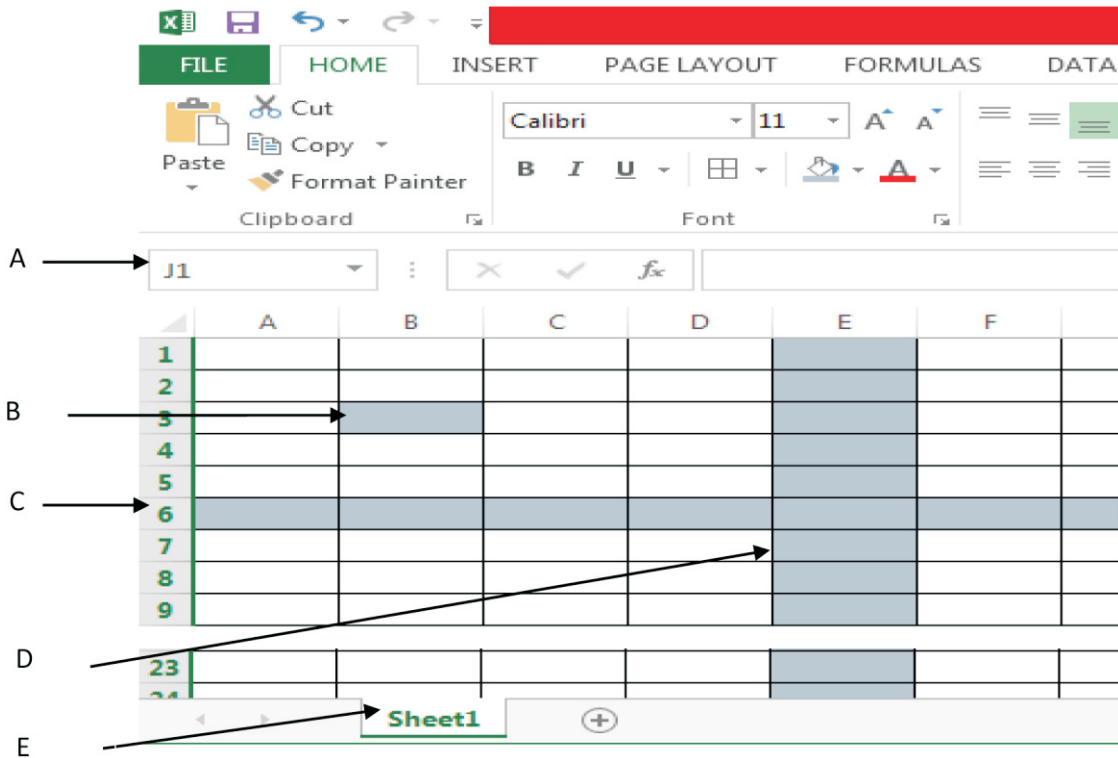 FILE HOME INSERT PAGE LAYOUT FORMULAS DATA
Cut
Copy
Paste
Format Painter
Calibri 11 A A
B I U A
Clipboard Font
A J1 fx
A B C D E F
1
2
B 3
4
5
C 6
7
8
9
D 23
24
Sheet1
E